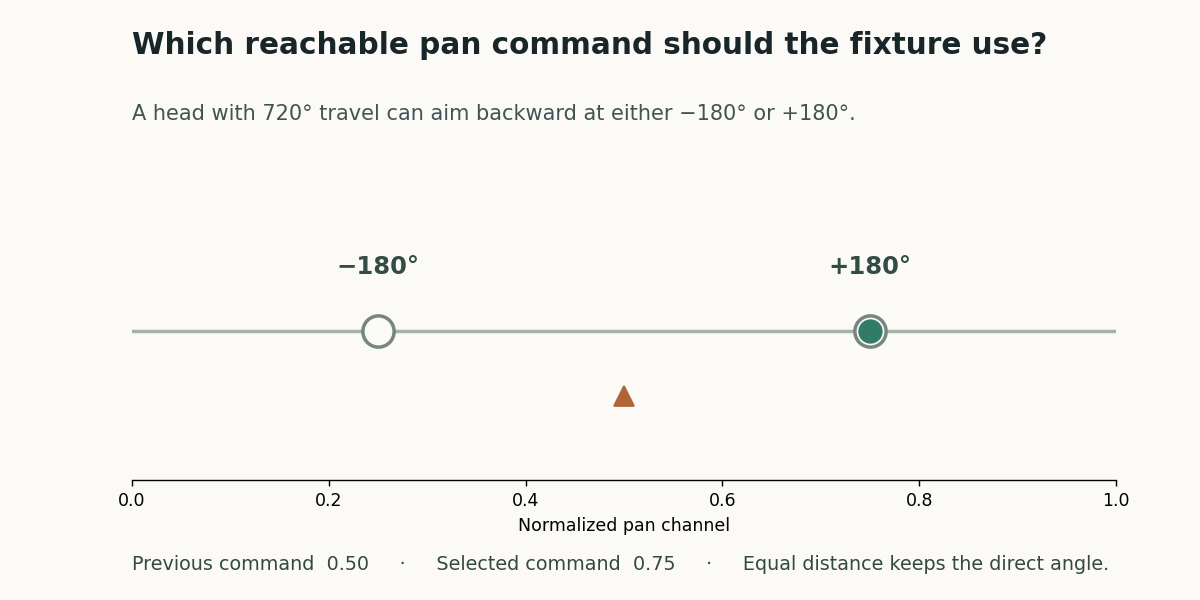 Which reachable pan command should the fixture use?
A head with 720° travel can aim backward at either −180° or +180°.
−180° +180°
0.0 0.2 0.4 0.6 0.8 1.0
Normalized pan channel
Previous command 0.50 · Selected command 0.75 · Equal distance keeps the direct angle.